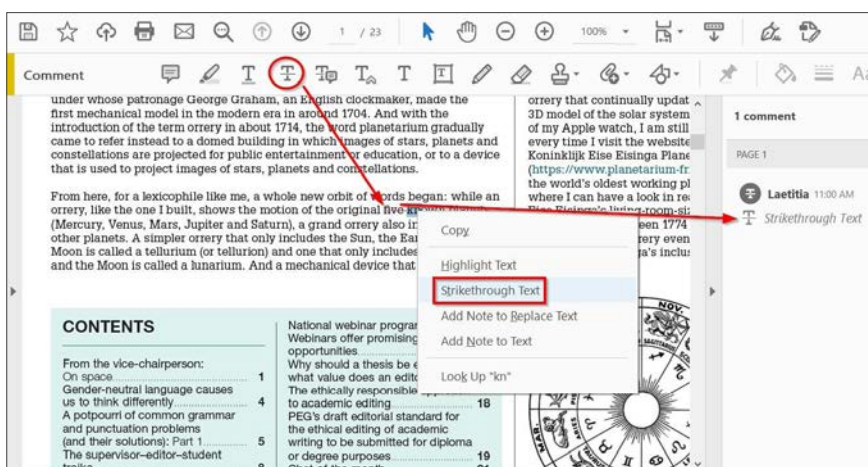 1 / 23
100%
Comment
under whose patronage George Graham, an English clockmaker, made the
first mechanical model in the modern era in around 1704. And with the
introduction of the term orrery in about 1714, the word planetarium gradually
came to refer instead to a domed building in which images of stars, planets and
constellations are projected for public entertainment or education, or to a device
that is used to project images of stars, planets and constellations.
From here, for a lexicophile like me, a whole new orbit of words began: while an
orrery, like the one I built, shows the motion of the original five
(Mercury, Venus, Mars, Jupiter and Saturn), a grand orrery also in
other planets. A simpler orrery that only includes the Sun, the Ear
Moon is called a tellurium (or tellurion) and one that only includes
and the Moon is called a lunarium. And a mechanical device that
orrery that continually updat
3D model of the solar system
of my Apple watch, I am still
every time I visit the website
Koninklijk Eise Eisinga Plane
(https://www.planetarium-fr
the world's oldest working pl
where I can have a look in rea
Eise Eisinga's living-room-siz
een 1774
rery even
ga's inclus
Copy
Highlight Text
Strikethrough Text
Add Note to Replace Text
Add Note to Text
Look Up "kn"
1 comment
PAGE 1
Laetitia 11:00 AM
Strikethrough Text
CONTENTS
From the vice-chairperson:
On space 1
Gender-neutral language causes
us to think differently 4
A potpourri of common grammar
and punctuation problems
(and their solutions): Part 1 5
The supervisor–editor–student
National webinar program
Webinars offer promising
opportunities
Why should a thesis be e
what value does an edito
The ethically responsible
to academic editing 18
PEG's draft editorial standard for
the ethical editing of academic
writing to be submitted for diploma
or degree purposes 19
NOV.
SAGITTARIUS
MAR.
ARIES